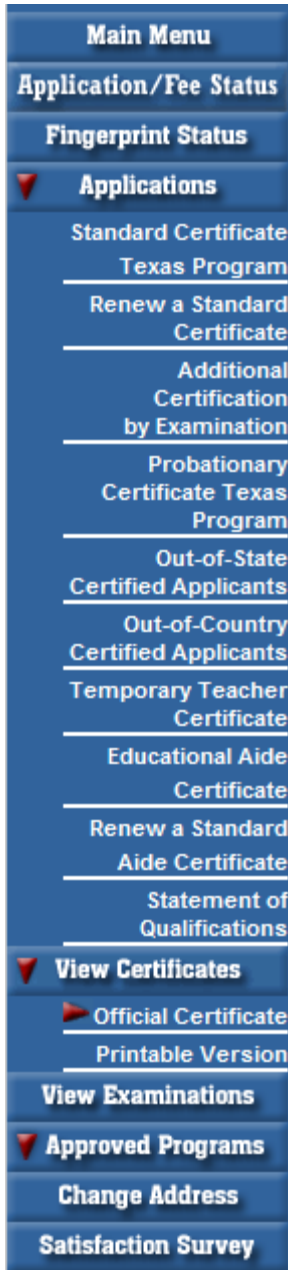 Main Menu
Application/Fee Status
Fingerprint Status
Applications
Standard Certificate
Texas Program
Renew a Standard
Certificate
Additional
Certification
by Examination
Probationary
Certificate Texas
Program
Out-of-State
Certified Applicants
Out-of-Country
Certified Applicants
Temporary Teacher
Certificate
Educational Aide
Certificate
Renew a Standard
Aide Certificate
Statement of
Qualifications
View Certificates
Official Certificate
Printable Version
View Examinations
Approved Programs
Change Address
Satisfaction Survey